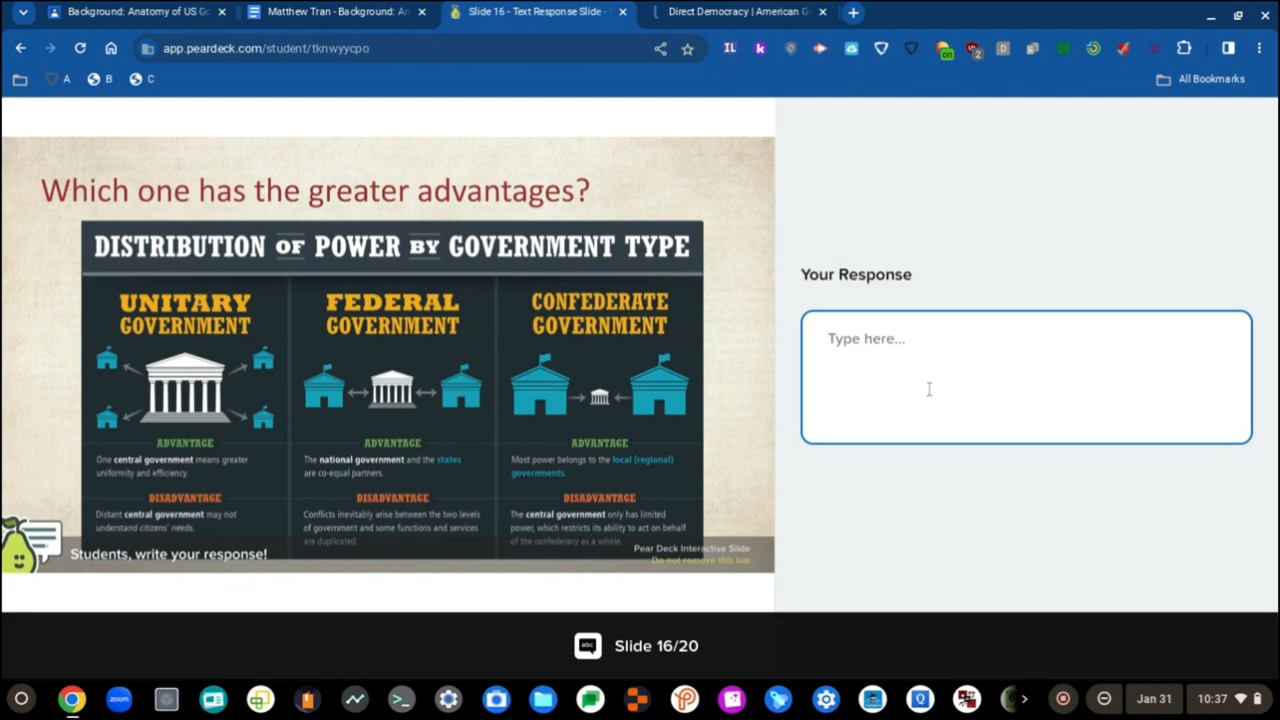 Background: Anatomy of US Go
Matthew Tran - Background: An
Slide 16 - Text Response Slide -
Direct Democracy | American G
app.peardeck.com/student/tknwyycpo
IL
k
on
2
D
A
B
C
All Bookmarks
Which one has the greater advantages?
DISTRIBUTION OF POWER BY GOVERNMENT TYPE
UNITARY
GOVERNMENT
ADVANTAGE
One central government means greater
uniformity and efficiency.
DISADVANTAGE
Distant central government may not
understand citizens' needs.
FEDERAL
GOVERNMENT
ADVANTAGE
The national government and the states
are co-equal partners.
DISADVANTAGE
Conflicts inevitably arise between the two levels
of government and some functions and services
are duplicated.
CONFEDERATE
GOVERNMENT
ADVANTAGE
Most power belongs to the local (regional)
governments.
DISADVANTAGE
The central government only has limited
power, which restricts its ability to act on behalf
of the confederacy as a whole.
Students, write your response!
Pear Deck Interactive Slide
Do not remove this bar
Your Response
Type here...
abc
Slide 16/20
zoom
Q
Jan 31
10:37